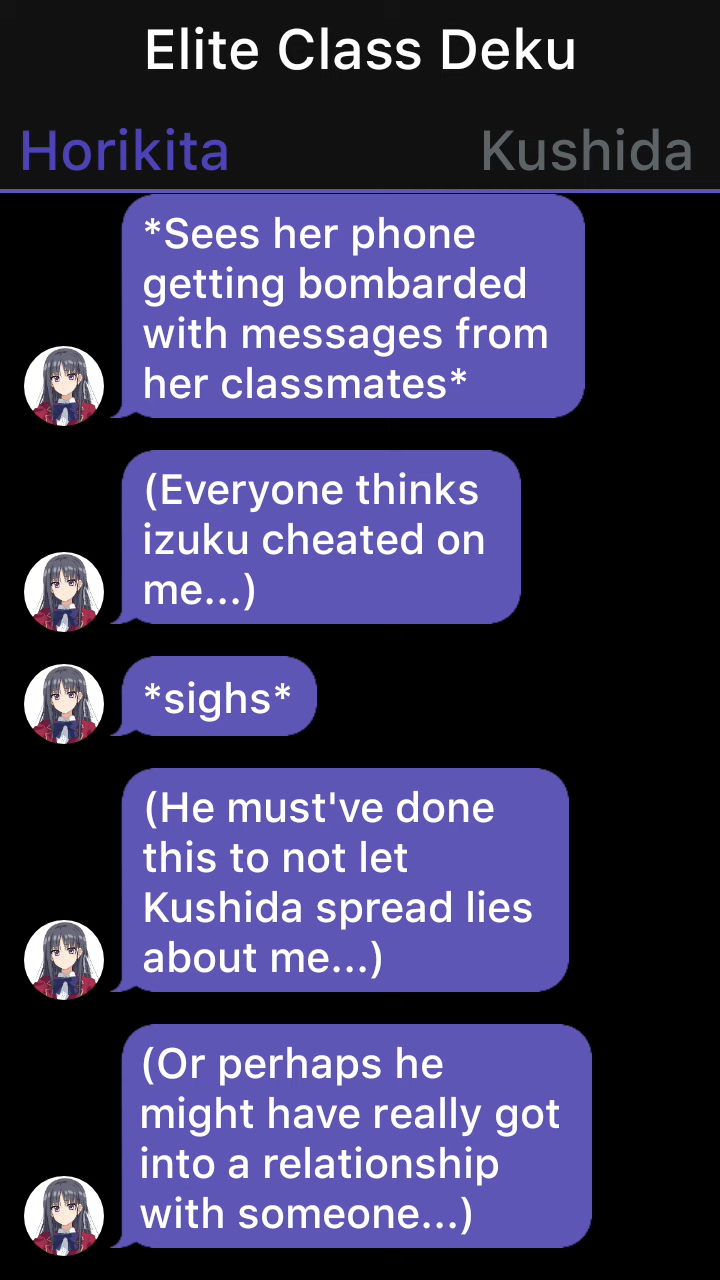 Elite Class Deku
Horikita
Kushida
*Sees her phone
getting bombarded
with messages from
her classmates*
(Everyone thinks
izuku cheated on
me...)
*sighs*
(He must've done
this to not let
Kushida spread lies
about me...)
(Or perhaps he
might have really got
into a relationship
with someone...)